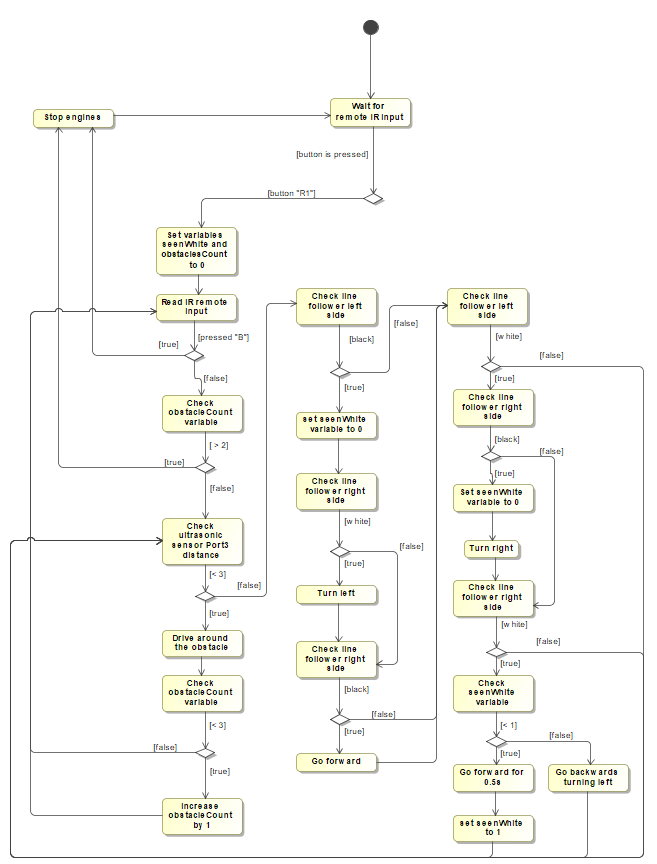 Wait for
remote IR input
Stop engines
[button is pressed]
[button "R1"]
Set variables
seenWhite and
obstaclesCount
to 0
Read IR remote
input
[pressed "B"]
[true]
[false]
Check
obstacleCount
variable
[ > 2]
[true]
[false]
Check
ultrasonic
sensor Port3
distance
[< 3]
[false]
[true]
Drive around
the obstacle
Check
obstacleCount
variable
[< 3]
[false]
[true]
Increase
obstacleCount
by 1
Check line
follower left
side
[black]
[false]
[true]
set seenWhite
variable to 0
Check line
follower right
side
[white]
[false]
[true]
Turn left
Check line
follower right
side
[black]
[false]
[true]
Go forward
Check line
follower left
side
[white]
[false]
[true]
Check line
follower right
side
[black]
[false]
[true]
Set seenWhite
variable to 0
Turn right
Check line
follower right
side
[white]
[false]
[true]
Check
seenWhite
variable
[< 1]
[false]
[true]
Go forward for
0.5s
Go backwards
turning left
set seenWhite
to 1